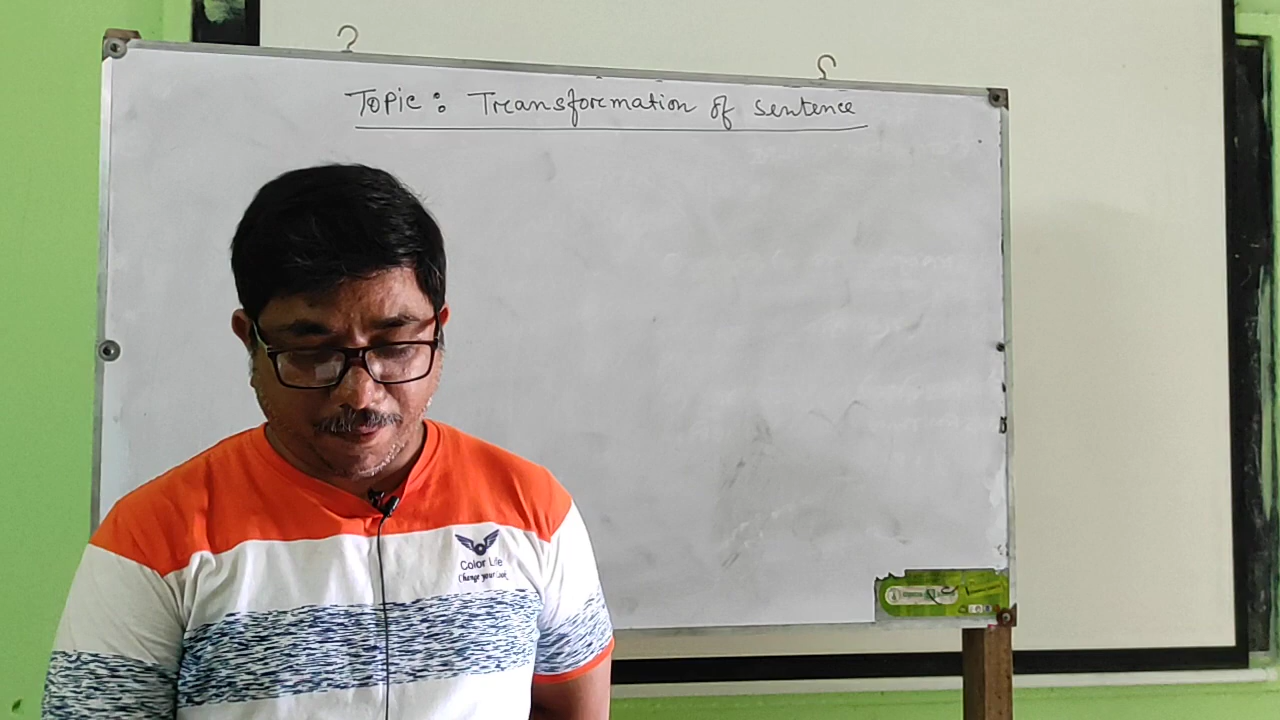 Topic : Transformation of sentence
Color Life
Change your Look